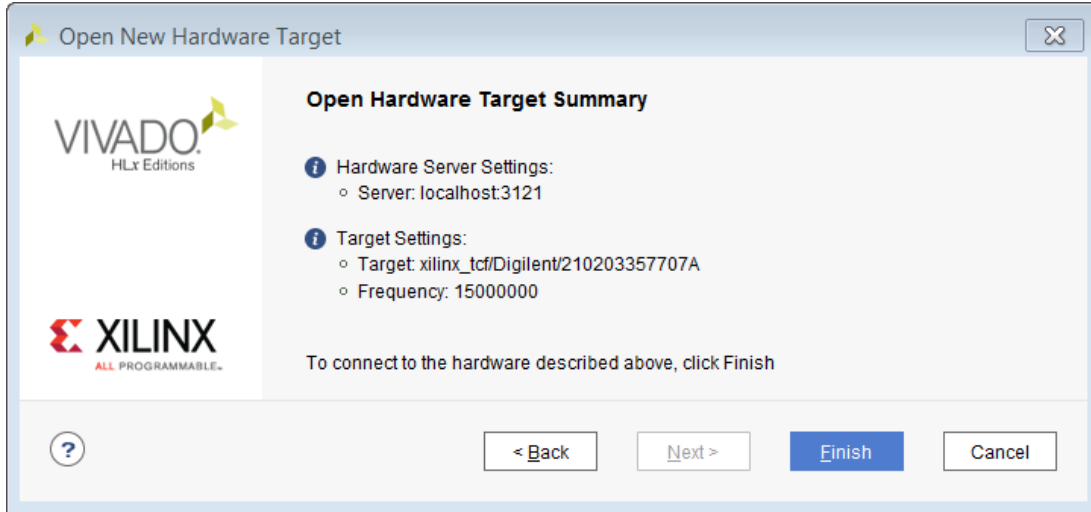 Open New Hardware Target
VIVADO.
HLx Editions
Open Hardware Target Summary
i Hardware Server Settings:
Server: localhost:3121
i Target Settings:
Target: xilinx_tcf/Digilent/210203357707A
Frequency: 15000000
XILINX
ALL PROGRAMMABLE.
To connect to the hardware described above, click Finish
?
< Back Next > Finish Cancel